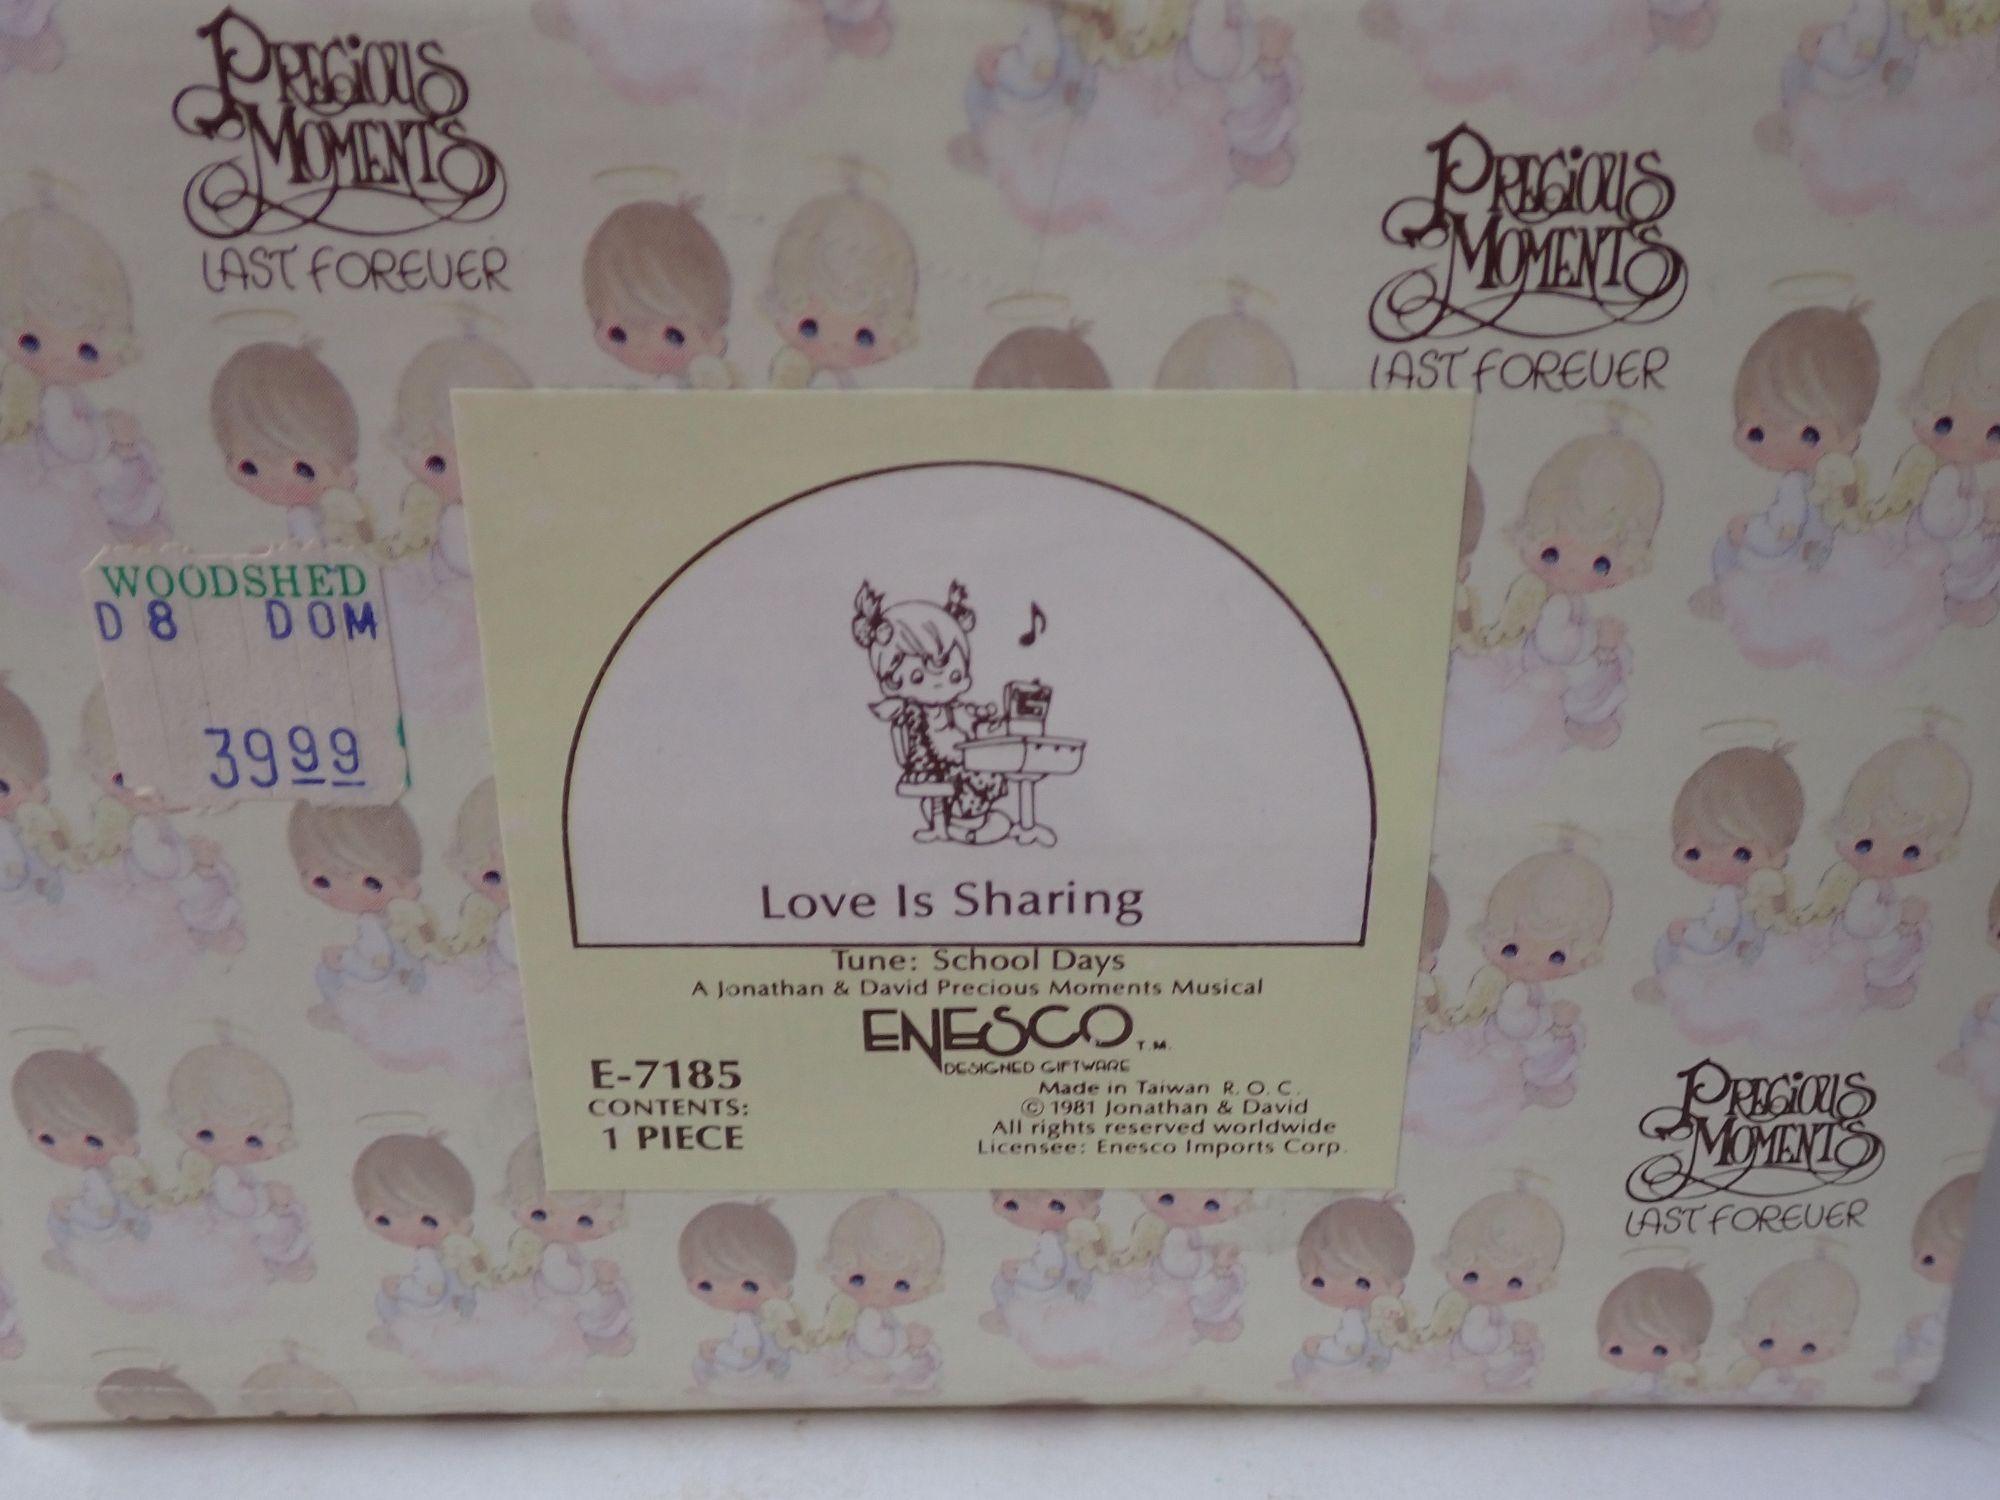 PRECIOUS
MOMENTS
LAST FOREVER
PRECIOUS
MOMENTS
LAST FOREVER
WOODSHED
D 8 DOM
39 99
Love Is Sharing
Tune: School Days
A Jonathan & David Precious Moments Musical
ENESCO T.M.
DESIGNED GIFTWARE
E-7185
CONTENTS:
1 PIECE
Made in Taiwan R.O.C.
© 1981 Jonathan & David
All rights reserved worldwide
Licensee: Enesco Imports Corp.
PRECIOUS
MOMENTS
LAST FOREVER